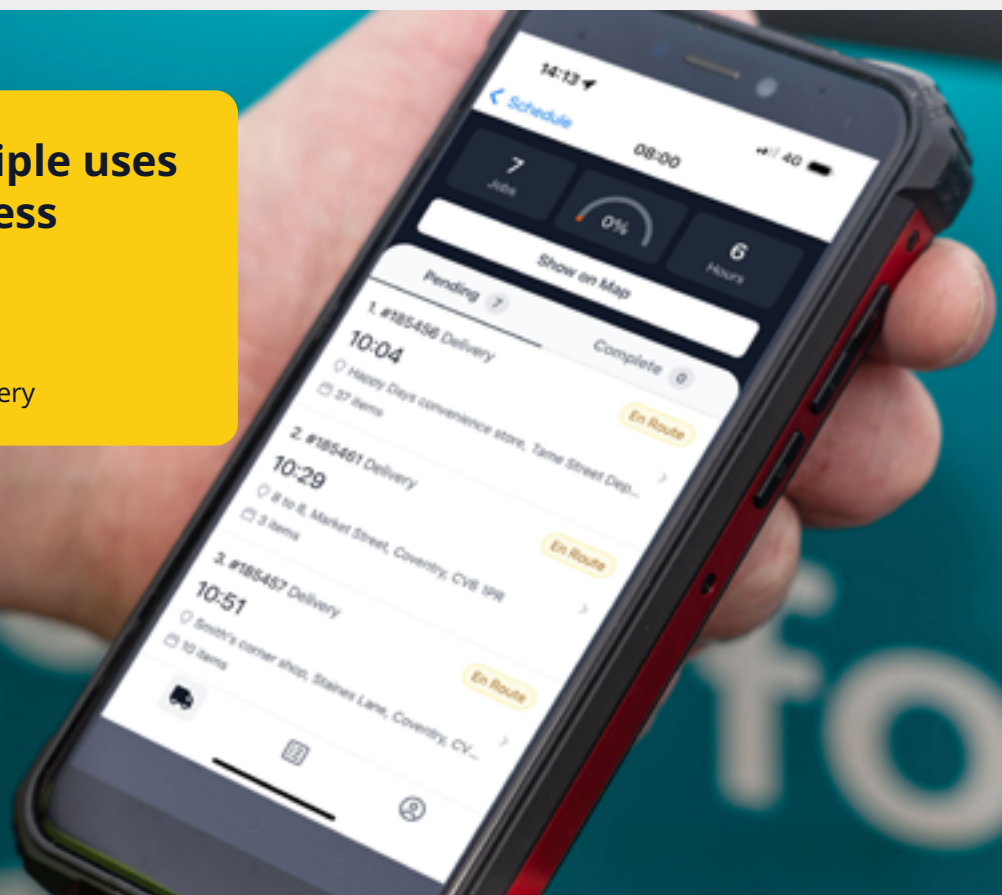 iple uses
ess
ery
14:13
Schedule
08:00
4G
7
Jobs
0%
6
Hours
Show on Map
Pending 7
Complete 0
1. #185456 Delivery
10:04
En Route
Happy Days convenience store, Tame Street Dep...
37 items
2. #185461 Delivery
10:29
En Route
8 to 8, Market Street, Coventry, CV6 1PR
3 items
3. #185457 Delivery
10:51
En Route
Smith's corner shop, Staines Lane, Coventry, CV...
10 items
fo